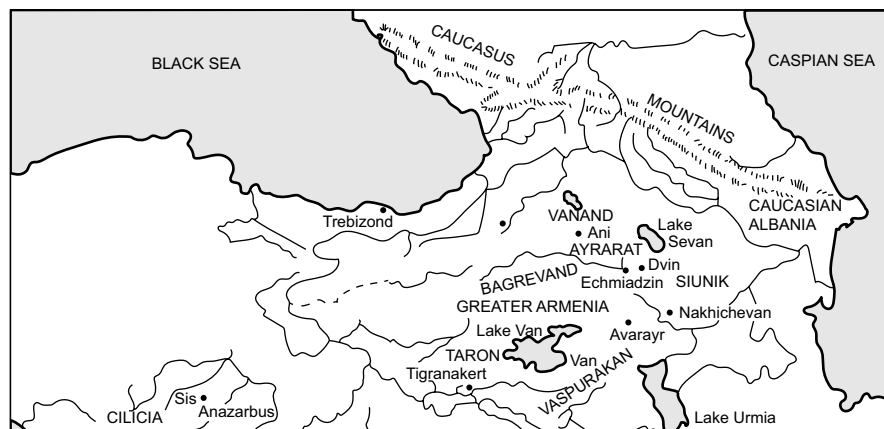 CAUCASUS
BLACK SEA
CASPIAN SEA
MOUNTAINS
CAUCASIAN
ALBANIA
Trebizond
VANAND
Ani
AYRARAT
Lake
Sevan
Dvin
Echmiadzin
BAGREVAND
SIUNIK
GREATER ARMENIA
Nakhichevan
Avarayr
Lake Van
TARON
Van
Tigranakert
VASPURAKAN
Sis
Anazarbus
CILICIA
Lake Urmia